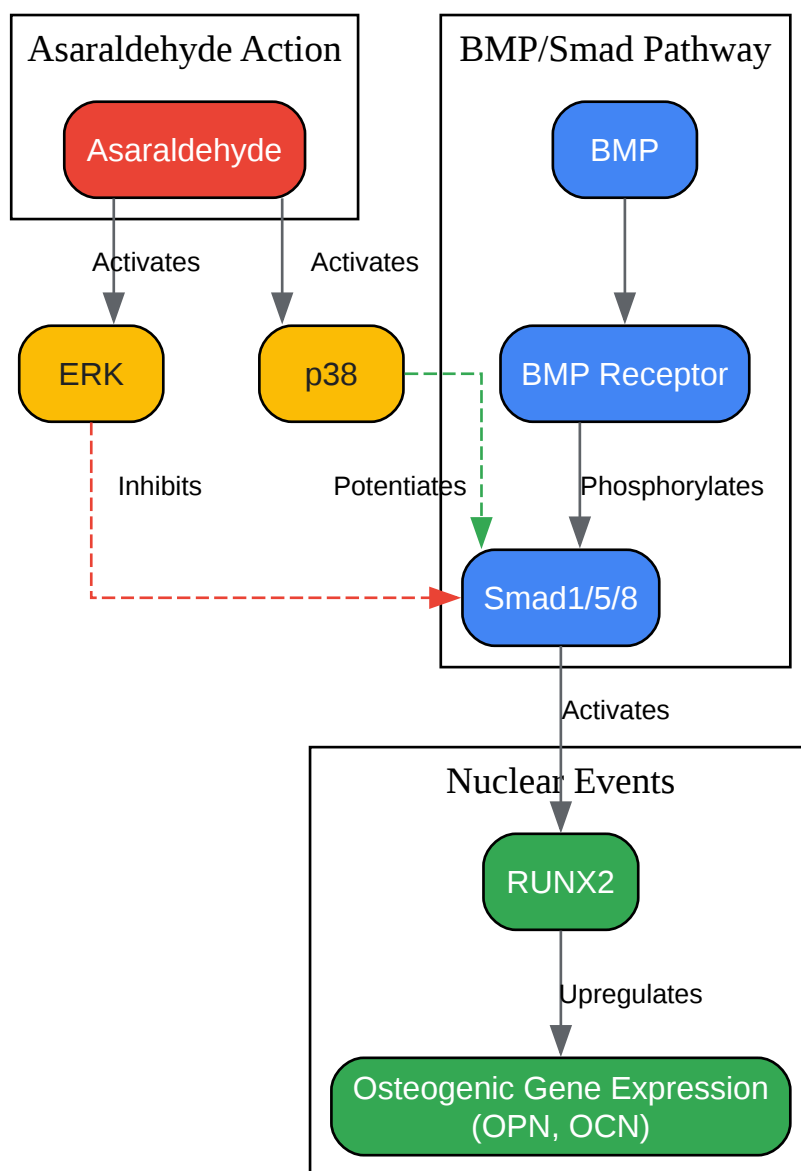 Asaraldehyde Action
BMP/Smad Pathway
Asaraldehyde
BMP
Activates
Activates
ERK
p38
BMP Receptor
Inhibits
Potentiates
Phosphorylates
Smad1/5/8
Activates
Nuclear Events
RUNX2
Upregulates
Osteogenic Gene Expression
(OPN, OCN)